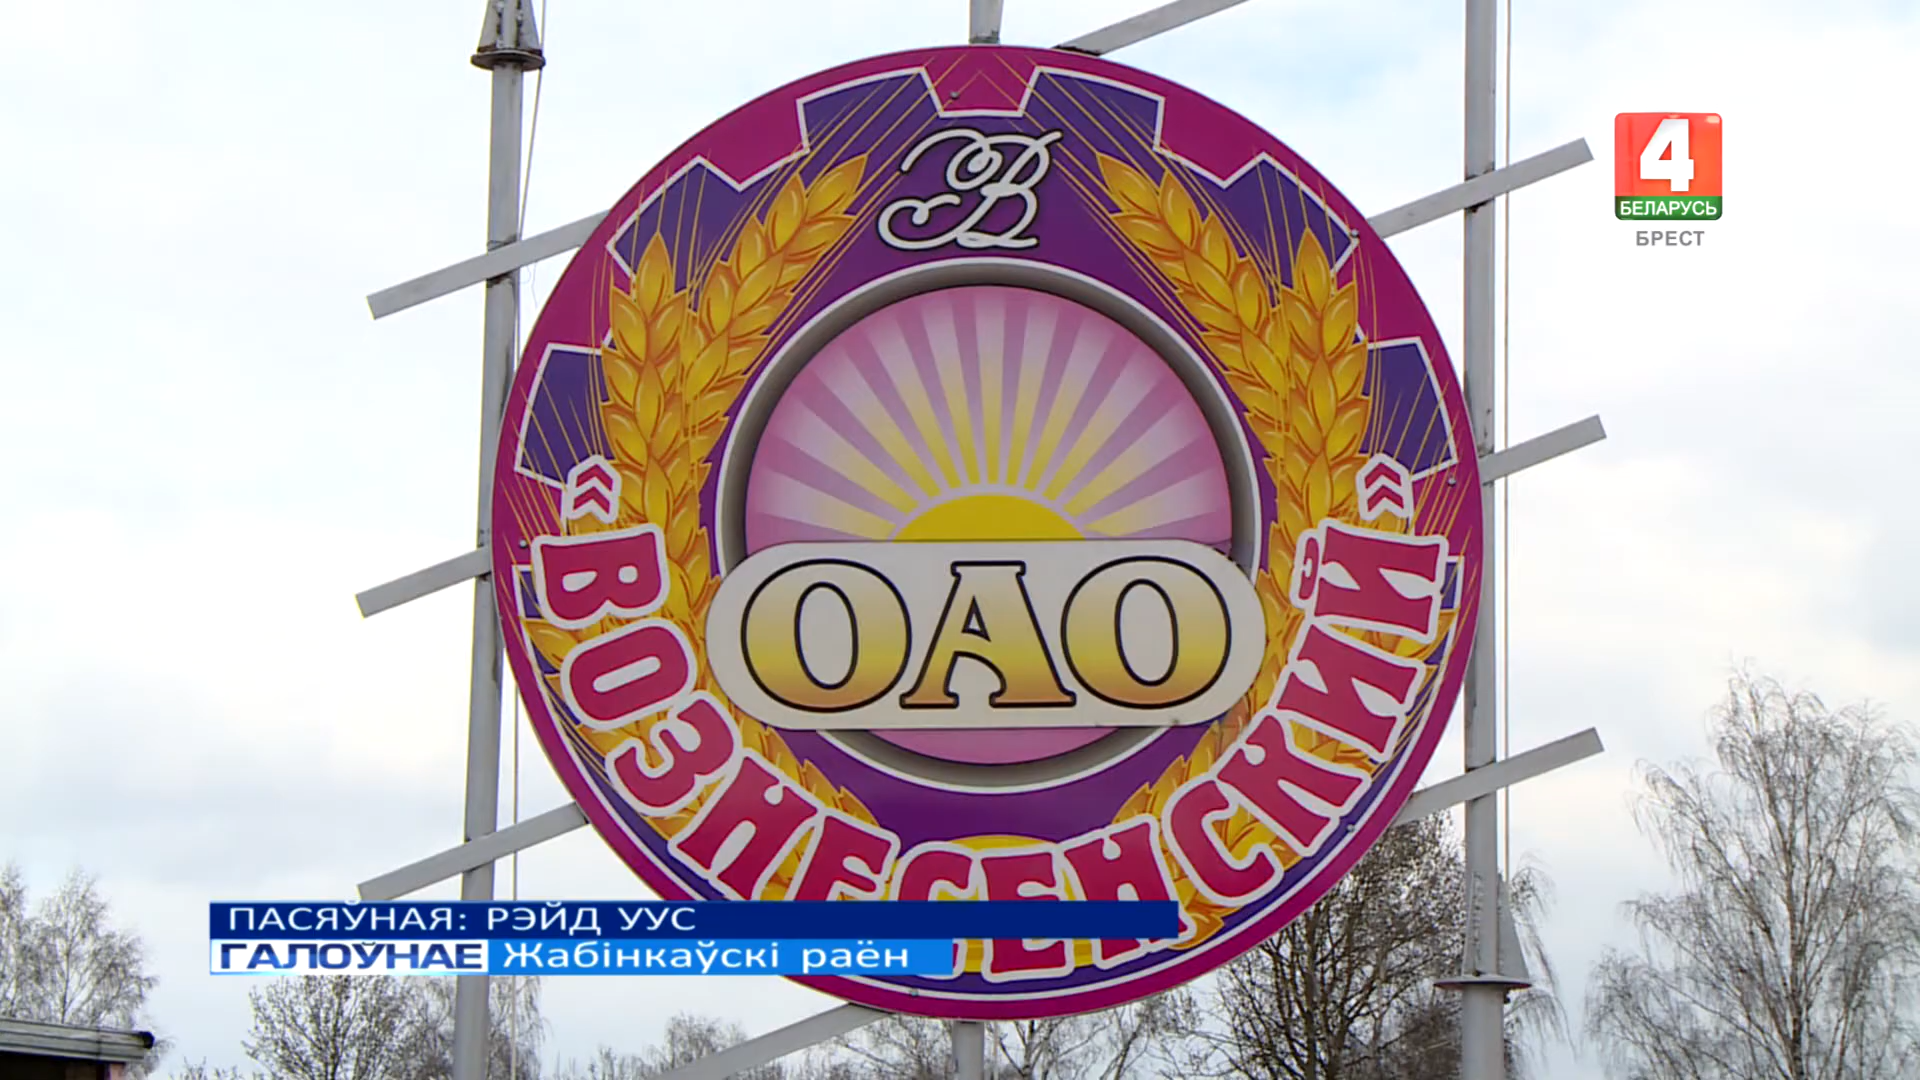 В
ОАО
«ВОЗНЕСЕНСКИЙ»
4
БЕЛАРУСЬ
БРЕСТ
ПАСЯЎНАЯ: РЭЙД УУС
ГАЛОЎНАЕ Жабінкаўскі раён